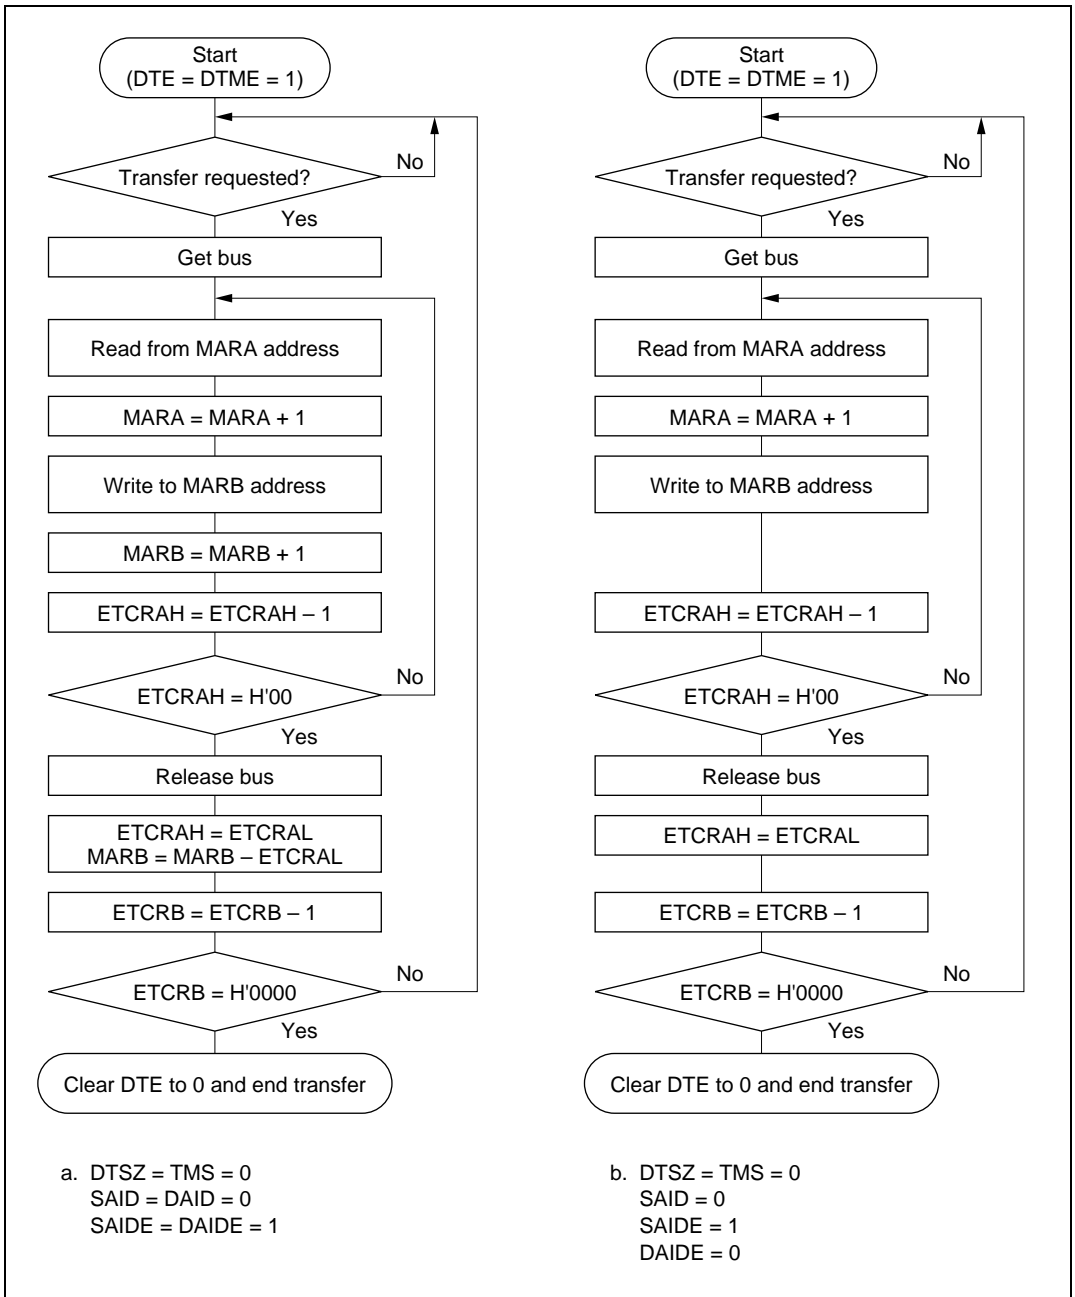 Start
(DTE = DTME = 1)
Transfer requested?
No
Yes
Get bus
Read from MARA address
MARA = MARA + 1
Write to MARB address
MARB = MARB + 1
ETCRAH = ETCRAH – 1
ETCRAH = H'00
No
Yes
Release bus
ETCRAH = ETCRAL
MARB = MARB – ETCRAL
ETCRB = ETCRB – 1
ETCRB = H'0000
No
Yes
Clear DTE to 0 and end transfer
a. DTSZ = TMS = 0
SAID = DAID = 0
SAIDE = DAIDE = 1
Start
(DTE = DTME = 1)
Transfer requested?
No
Yes
Get bus
Read from MARA address
MARA = MARA + 1
Write to MARB address
ETCRAH = ETCRAH – 1
ETCRAH = H'00
No
Yes
Release bus
ETCRAH = ETCRAL
ETCRB = ETCRB – 1
ETCRB = H'0000
No
Yes
Clear DTE to 0 and end transfer
b. DTSZ = TMS = 0
SAID = 0
SAIDE = 1
DAIDE = 0